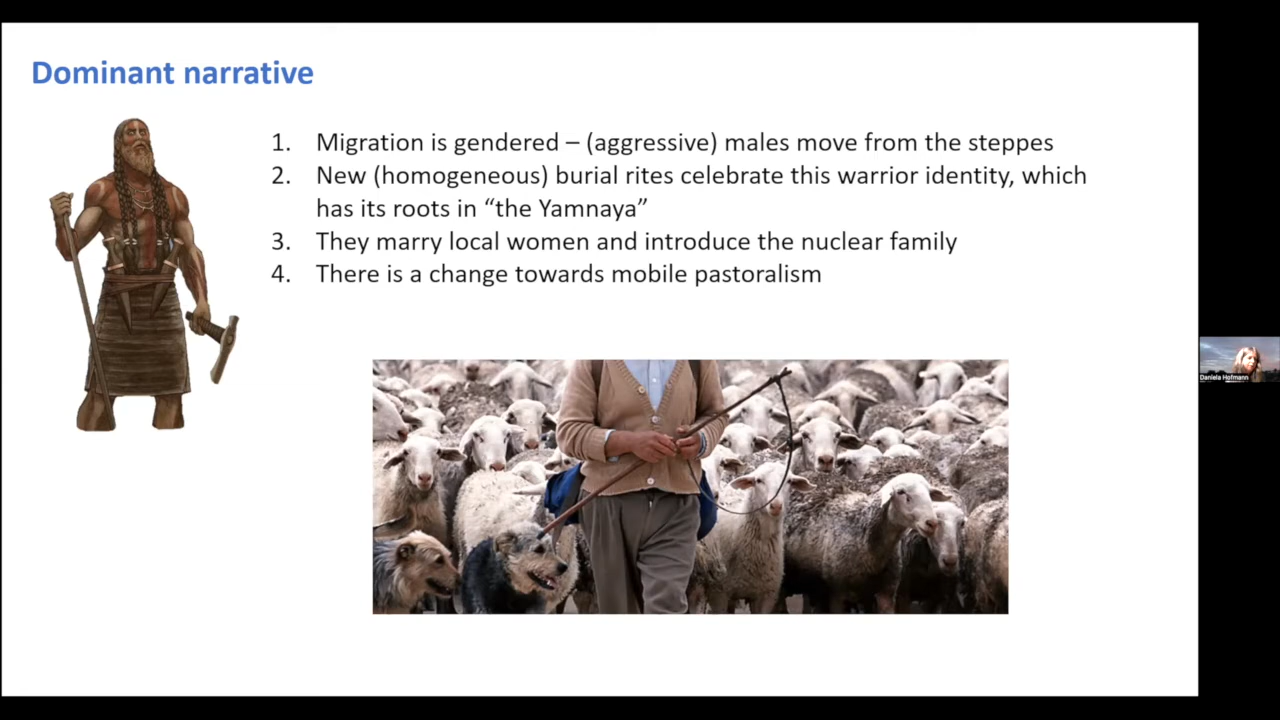 Dominant narrative
1. Migration is gendered – (aggressive) males move from the steppes
2. New (homogeneous) burial rites celebrate this warrior identity, which
has its roots in “the Yamnaya”
3. They marry local women and introduce the nuclear family
4. There is a change towards mobile pastoralism
Daniela Hofmann